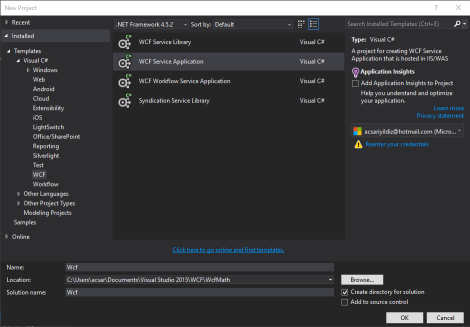 New Project
Recent
.NET Framework 4.5.2
Sort by: Default
Search Installed Templates (Ctrl+E)
Installed
Templates
Visual C#
Windows
Web
Android
Cloud
Extensibility
iOS
LightSwitch
Office/SharePoint
Reporting
Silverlight
Test
WCF
Workflow
Other Languages
Other Project Types
Modeling Projects
Samples
Online
WCF Service Library Visual C#
WCF Service Application Visual C#
WCF Workflow Service Application Visual C#
Syndication Service Library Visual C#
Click here to go online and find templates.
Type: Visual C#
A project for creating WCF Service
Application that is hosted in IIS/WAS
Application Insights
Add Application Insights to Project
Help you understand and optimize
your application.
Learn more
Privacy statement
acsariyildiz@hotmail.com (Micro...
Reenter your credentials
Name: Wcf
Location: C:\Users\acsar\Documents\Visual Studio 2015\WCF\WcfMath
Browse...
Solution name: Wcf
Create directory for solution
Add to source control
OK
Cancel